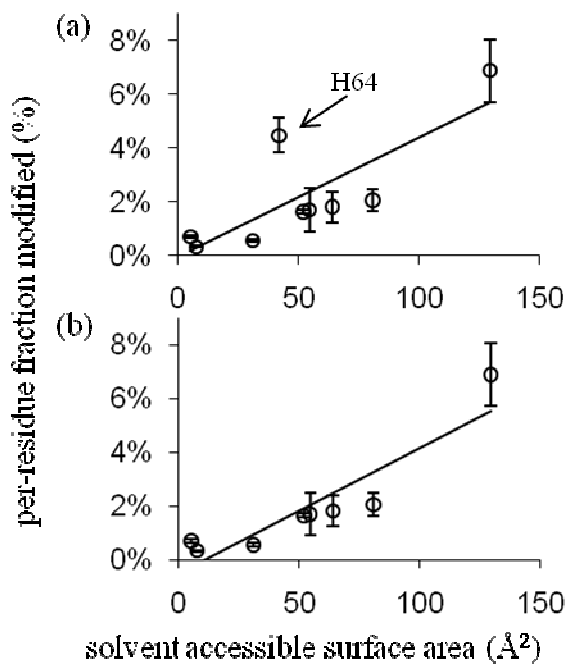 (a)
8%
6%
4%
2%
0%
H64
0 50 100 150
(b)
8%
6%
4%
2%
0%
0 50 100 150
per-residue fraction modified (%)
solvent accessible surface area (Å²)